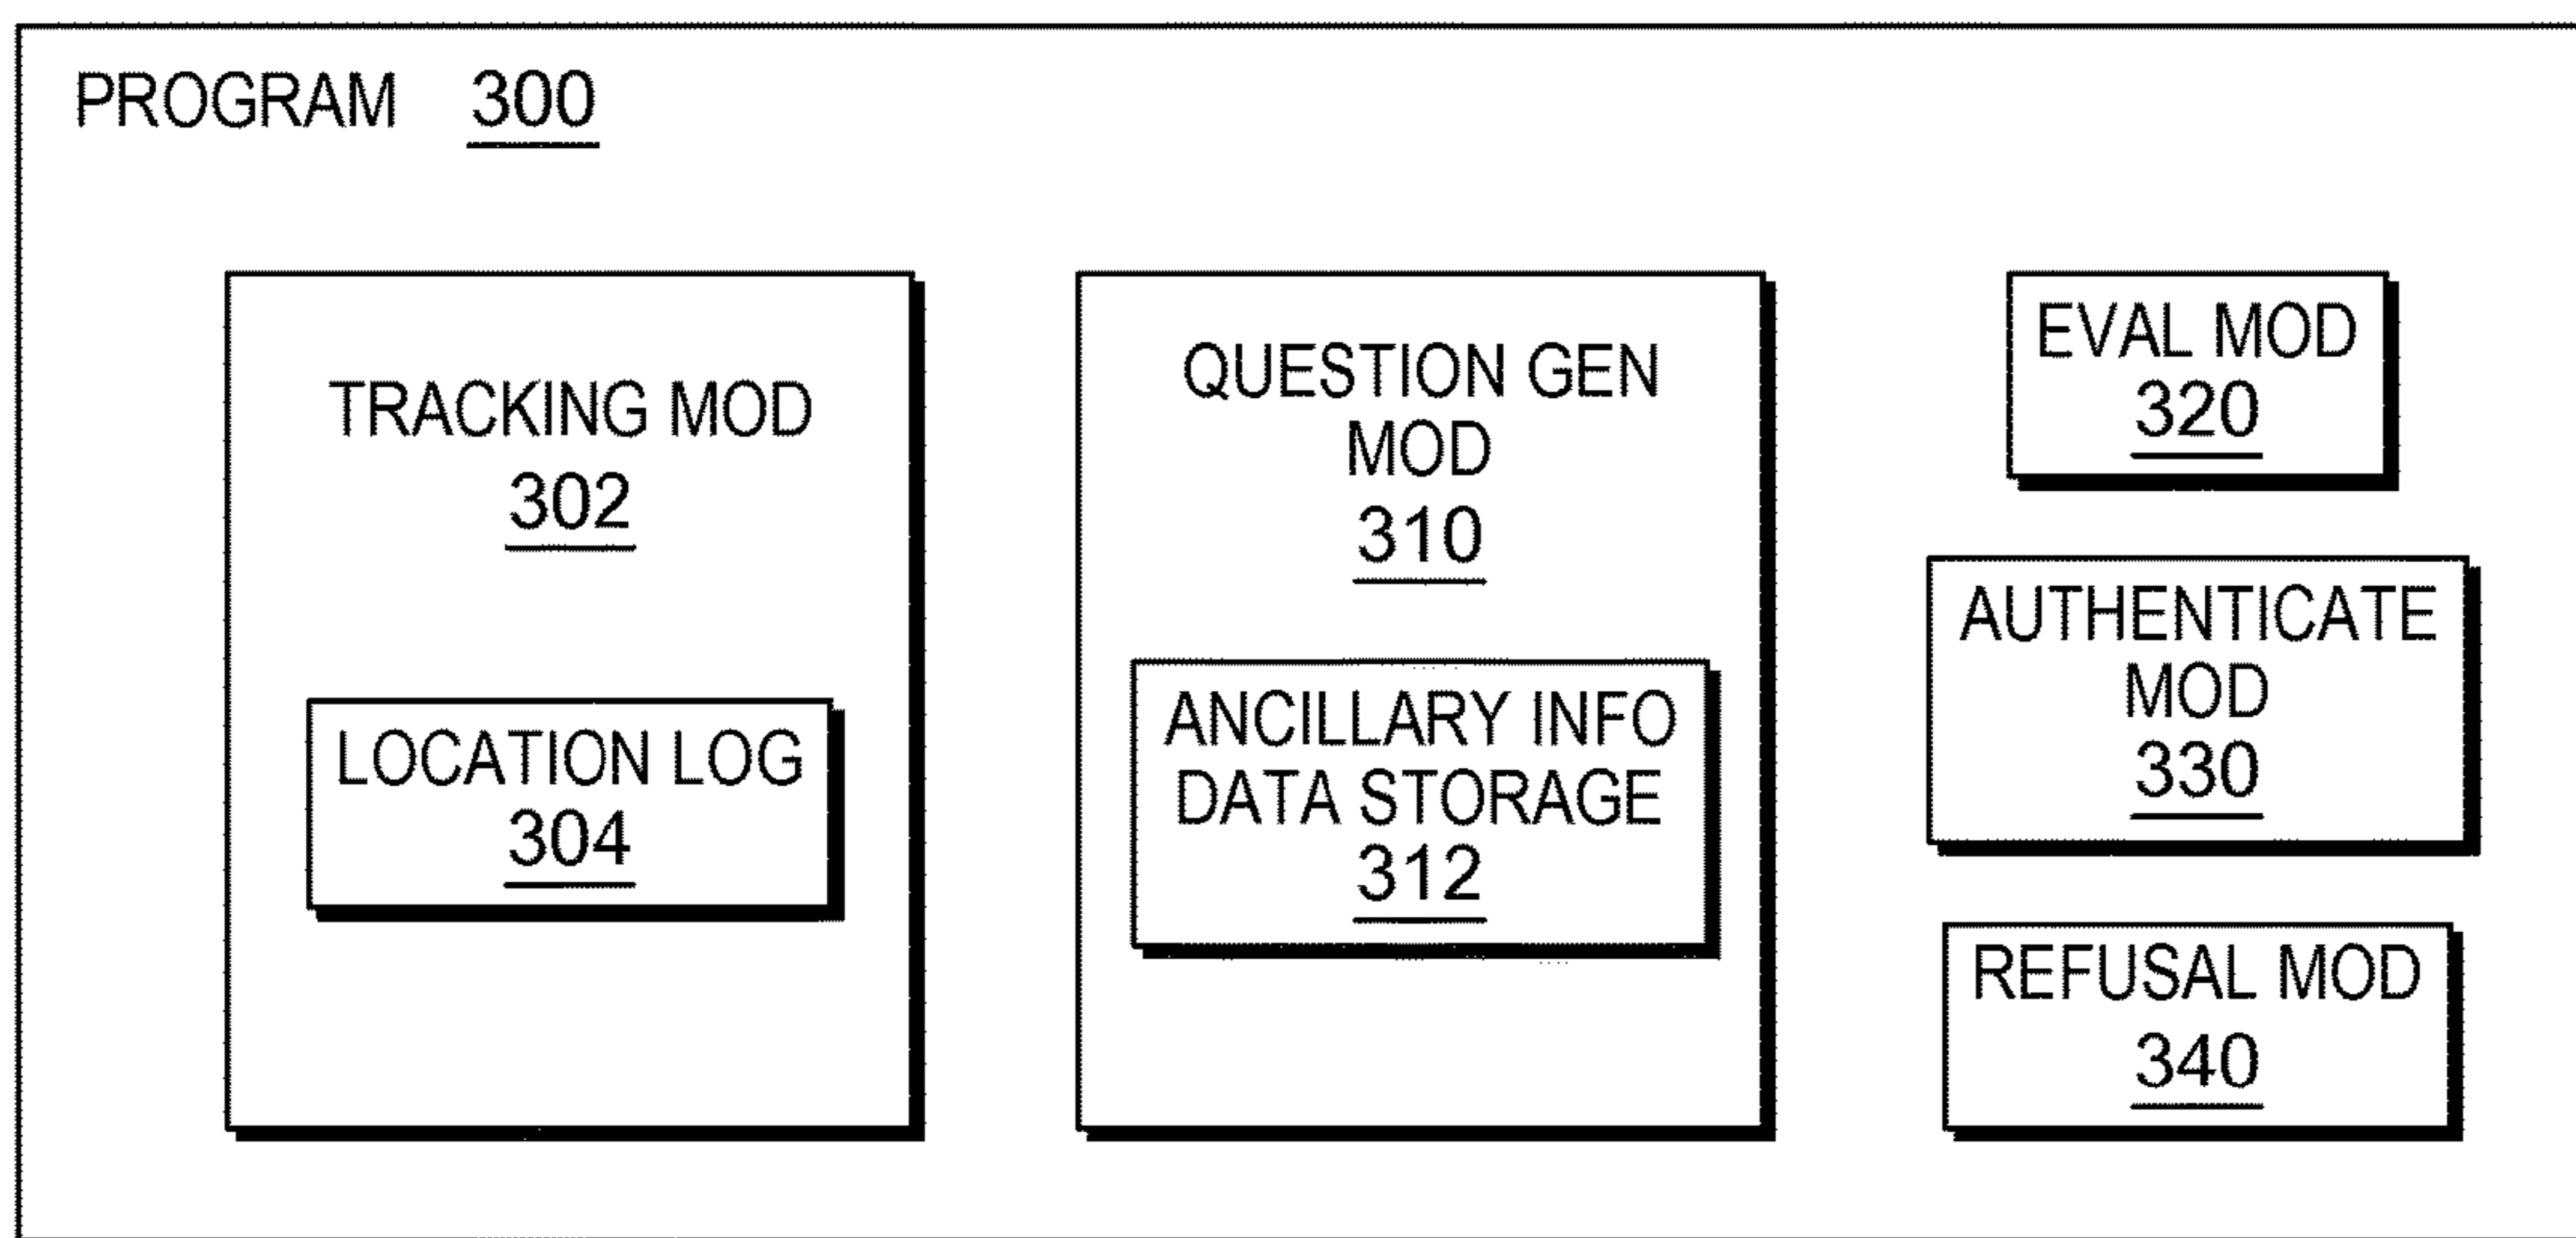 PROGRAM 300
TRACKING MOD
302
LOCATION LOG
304
QUESTION GEN
MOD
310
ANCILLARY INFO
DATA STORAGE
312
EVAL MOD
320
AUTHENTICATE
MOD
330
REFUSAL MOD
340